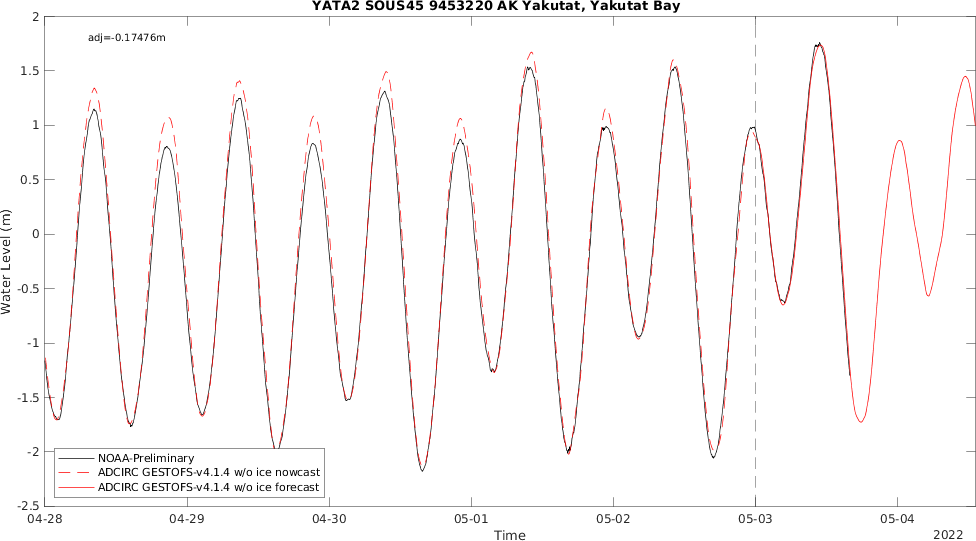 YATA2 SOUS45 9453220 AK Yakutat, Yakutat Bay
adj=-0.17476m
2
1.5
1
0.5
0
-0.5
-1
-1.5
-2
-2.5
Water Level (m)
NOAA-Preliminary
ADCIRC GESTOFS-v4.1.4 w/o ice nowcast
ADCIRC GESTOFS-v4.1.4 w/o ice forecast
04-28 04-29 04-30 05-01 05-02 05-03 05-04
Time
2022